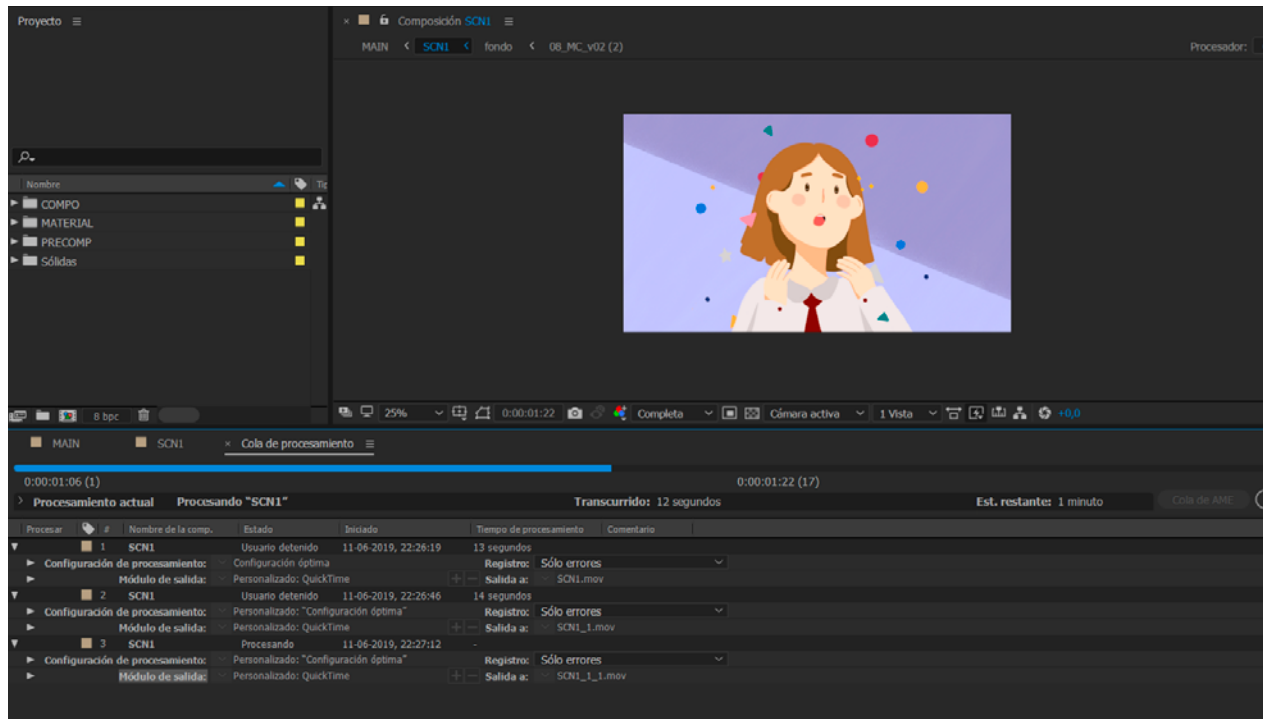 Proyecto
Composición SCN1
MAIN SCN1 fondo 08_MC_v02 (2)
Procesador:
Nombre
COMPO
MATERIAL
PRECOMP
Sólidas
8 bpc
25% 0:00:01:22 Completa Cámara activa 1 Vista +0,0
MAIN SCN1 × Cola de procesamiento
0:00:01:06 (1) 0:00:01:22 (17)
Procesamiento actual Procesando “SCN1” Transcurrido: 12 segundos Est. restante: 1 minuto Cola de AME
Procesar # Nombre de la comp. Estado Iniciado Tiempo de procesamiento Comentario
1 SCN1 Usuario detenido 11-06-2019, 22:26:19 13 segundos
Configuración de procesamiento: Configuración óptima Registro: Sólo errores
Módulo de salida: Personalizado: QuickTime + − Salida a: SCN1.mov
2 SCN1 Usuario detenido 11-06-2019, 22:26:46 14 segundos
Configuración de procesamiento: Personalizado: "Configuración óptima" Registro: Sólo errores
Módulo de salida: Personalizado: QuickTime + − Salida a: SCN1_1.mov
3 SCN1 Procesando 11-06-2019, 22:27:12 -
Configuración de procesamiento: Personalizado: "Configuración óptima" Registro: Sólo errores
Módulo de salida: Personalizado: QuickTime + − Salida a: SCN1_1_1.mov